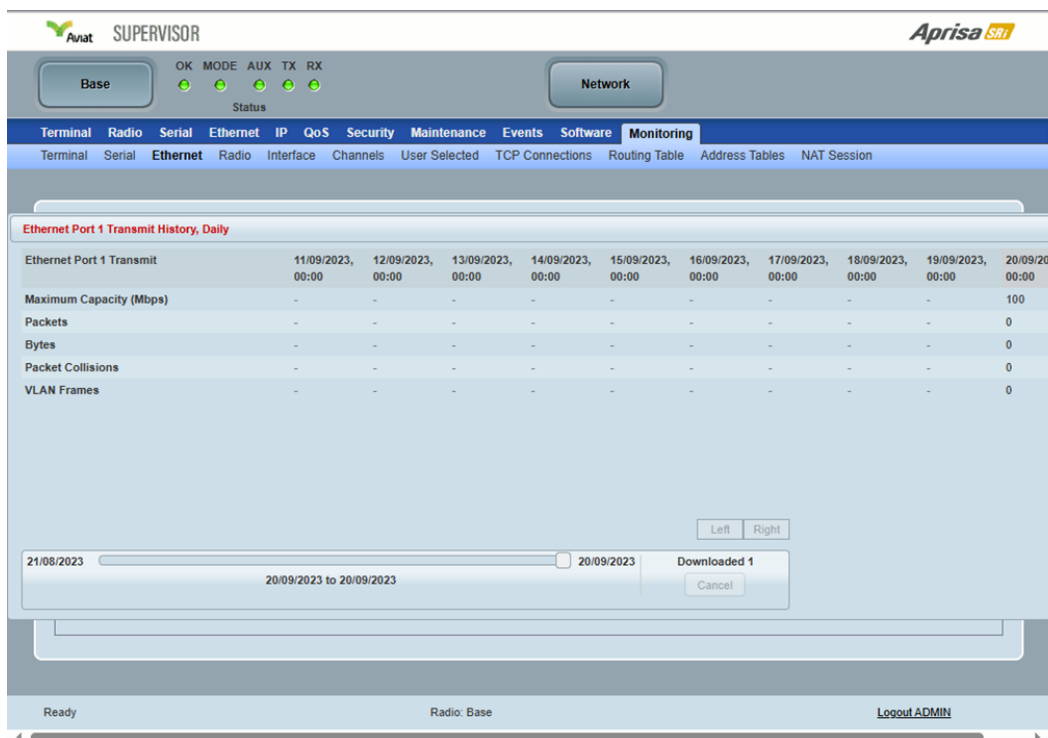 Aviat SUPERVISOR Aprisa SRi
OK MODE AUX TX RX
Base Network
Status
Terminal Radio Serial Ethernet IP QoS Security Maintenance Events Software Monitoring
Terminal Serial Ethernet Radio Interface Channels User Selected TCP Connections Routing Table Address Tables NAT Session
Ethernet Port 1 Transmit History, Daily
Ethernet Port 1 Transmit 11/09/2023, 12/09/2023, 13/09/2023, 14/09/2023, 15/09/2023, 16/09/2023, 17/09/2023, 18/09/2023, 19/09/2023, 20/09/20
00:00 00:00 00:00 00:00 00:00 00:00 00:00 00:00 00:00 00:00
Maximum Capacity (Mbps) - - - - - - - - - 100
Packets - - - - - - - - - 0
Bytes - - - - - - - - - 0
Packet Collisions - - - - - - - - - 0
VLAN Frames - - - - - - - - - 0
Left Right
21/08/2023 20/09/2023 Downloaded 1
20/09/2023 to 20/09/2023 Cancel
Ready Radio: Base Logout ADMIN